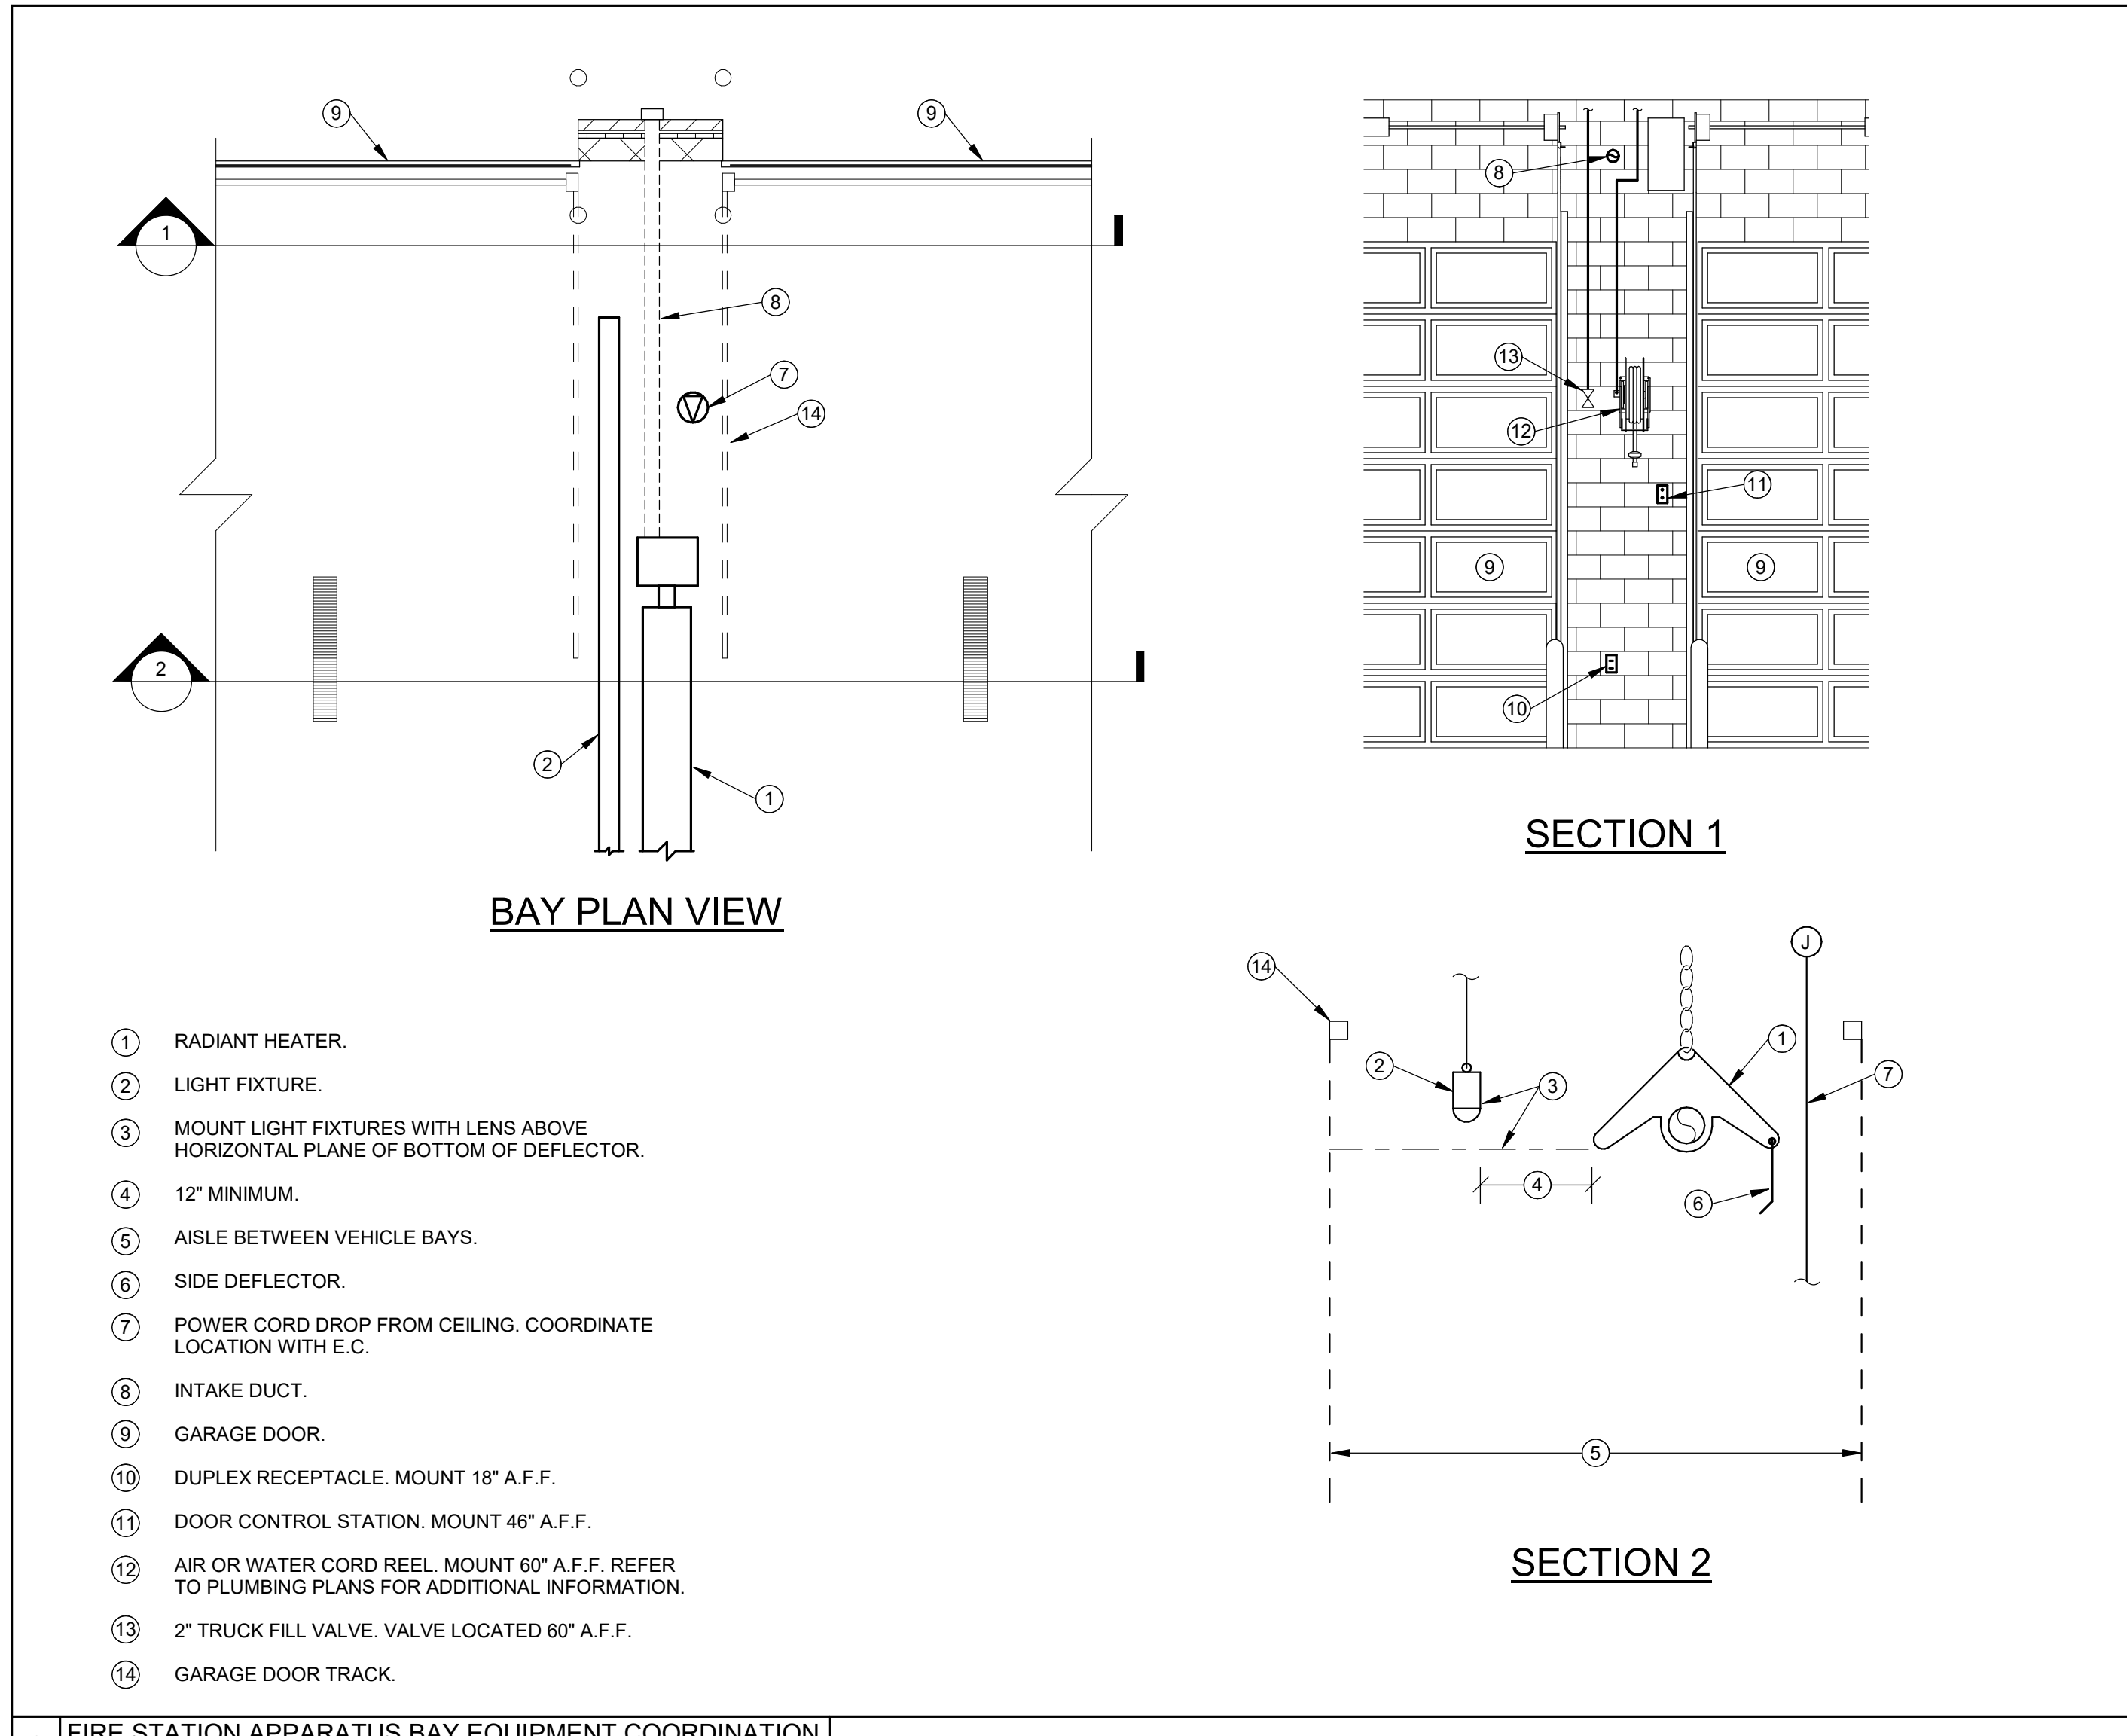 9
9
1
8
7
14
2
2
1
BAY PLAN VIEW
8
13
12
11
9
9
10
SECTION 1
14
J
2
3
1
7
4
6
5
SECTION 2
1 RADIANT HEATER.
2 LIGHT FIXTURE.
3 MOUNT LIGHT FIXTURES WITH LENS ABOVE
HORIZONTAL PLANE OF BOTTOM OF DEFLECTOR.
4 12" MINIMUM.
5 AISLE BETWEEN VEHICLE BAYS.
6 SIDE DEFLECTOR.
7 POWER CORD DROP FROM CEILING. COORDINATE
LOCATION WITH E.C.
8 INTAKE DUCT.
9 GARAGE DOOR.
10 DUPLEX RECEPTACLE. MOUNT 18" A.F.F.
11 DOOR CONTROL STATION. MOUNT 46" A.F.F.
12 AIR OR WATER CORD REEL. MOUNT 60" A.F.F. REFER
TO PLUMBING PLANS FOR ADDITIONAL INFORMATION.
13 2" TRUCK FILL VALVE. VALVE LOCATED 60" A.F.F.
14 GARAGE DOOR TRACK.
FIRE STATION APPARATUS BAY EQUIPMENT COORDINATION